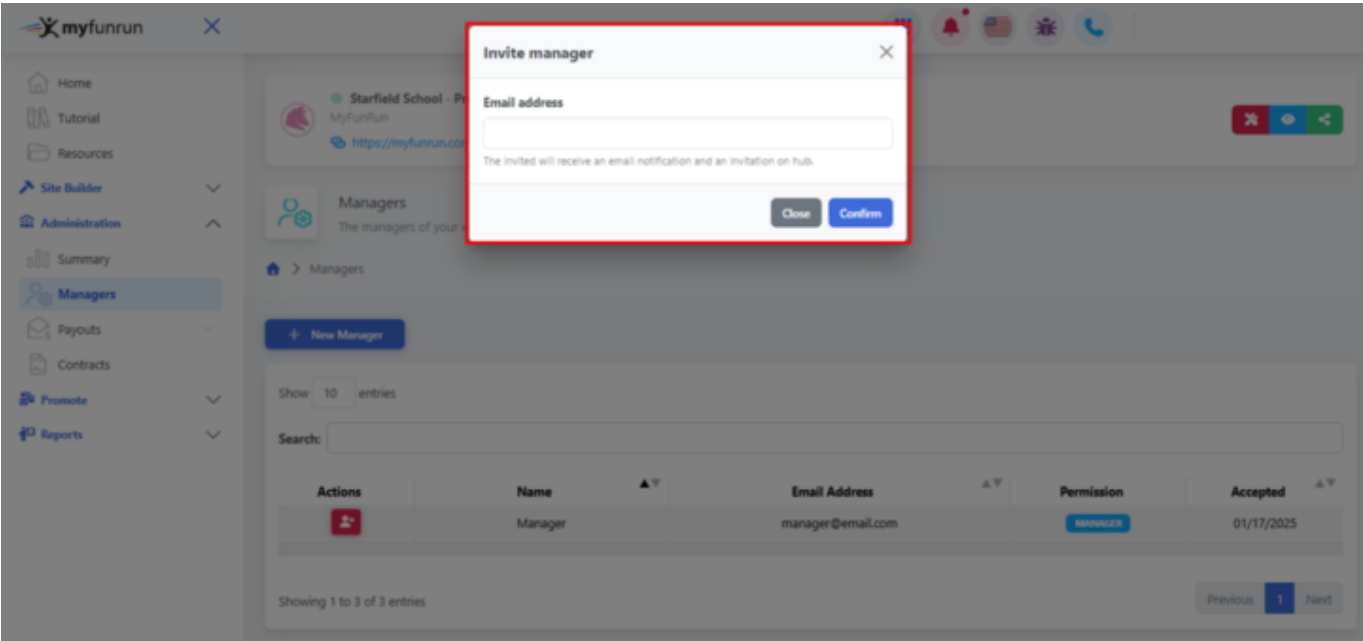 myfunrun
Home
Tutorial
Resources
Site Builder
Administration
Summary
Managers
Payouts
Contracts
Promote
Reports
Starfield School - P
MyFunRun
https://myfunrun.co
Managers
The managers of your
Managers
Invite manager
Email address
The invited will receive an email notification and an invitation on hub.
Close Confirm
+ New Manager
Show 10 entries
Search:
Actions Name Email Address Permission Accepted
Manager manager@email.com MANAGER 01/17/2025
Showing 1 to 3 of 3 entries
Previous 1 Next